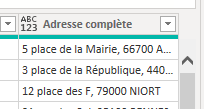 ABC
123 Adresse complète
5 place de la Mairie, 66700 A...
3 place de la République, 440...
12 place des F, 79000 NIORT